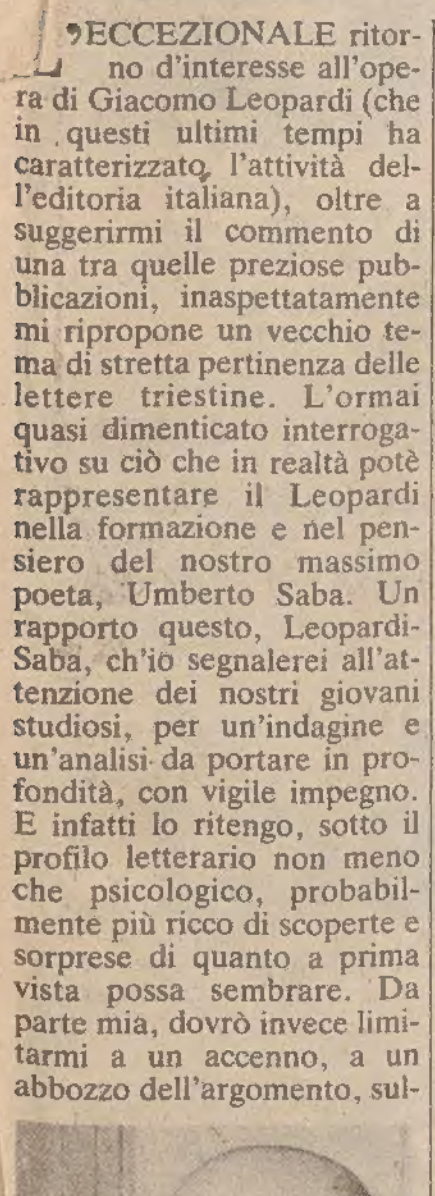 L'ECCEZIONALE ritor-
no d'interesse all'ope-
ra di Giacomo Leopardi (che
in questi ultimi tempi ha
caratterizzato, l'attività del-
l'editoria italiana), oltre a
suggerirmi il commento di
una tra quelle preziose pub-
blicazioni, inaspettatamente
mi ripropone un vecchio te-
ma di stretta pertinenza delle
lettere triestine. L'ormai
quasi dimenticato interroga-
tivo su ciò che in realtà potè
rappresentare il Leopardi
nella formazione e nel pen-
siero del nostro massimo
poeta, Umberto Saba. Un
rapporto questo, Leopardi-
Saba, ch'io segnalerei all'at-
tenzione dei nostri giovani
studiosi, per un'indagine e
un'analisi da portare in pro-
fondità, con vigile impegno.
E infatti lo ritengo, sotto il
profilo letterario non meno
che psicologico, probabil-
mente più ricco di scoperte e
sorprese di quanto a prima
vista possa sembrare. Da
parte mia, dovrò invece limi-
tarmi a un accenno, a un
abbozzo dell'argomento, sul-